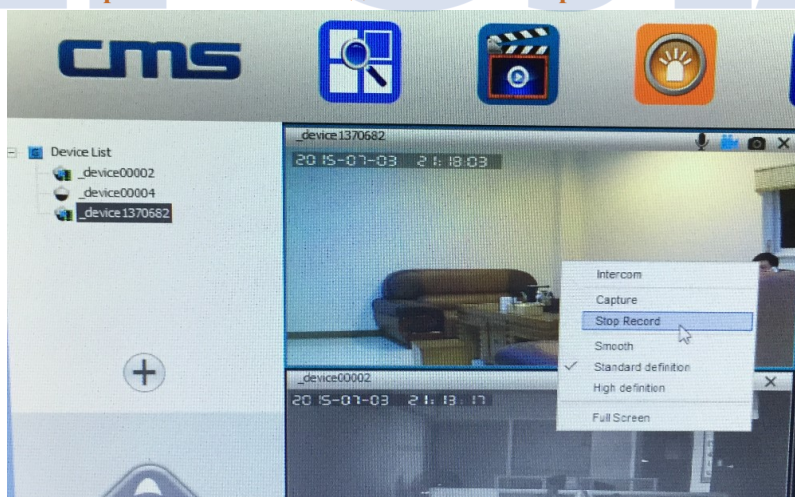 cms
Device List
_device00002
_device00004
_device1370682
_device1370682
2015-07-03 21:18:03
Intercom
Capture
Stop Record
Smooth
Standard definition
High definition
Full Screen
_device00002
2015-07-03 21:13:17